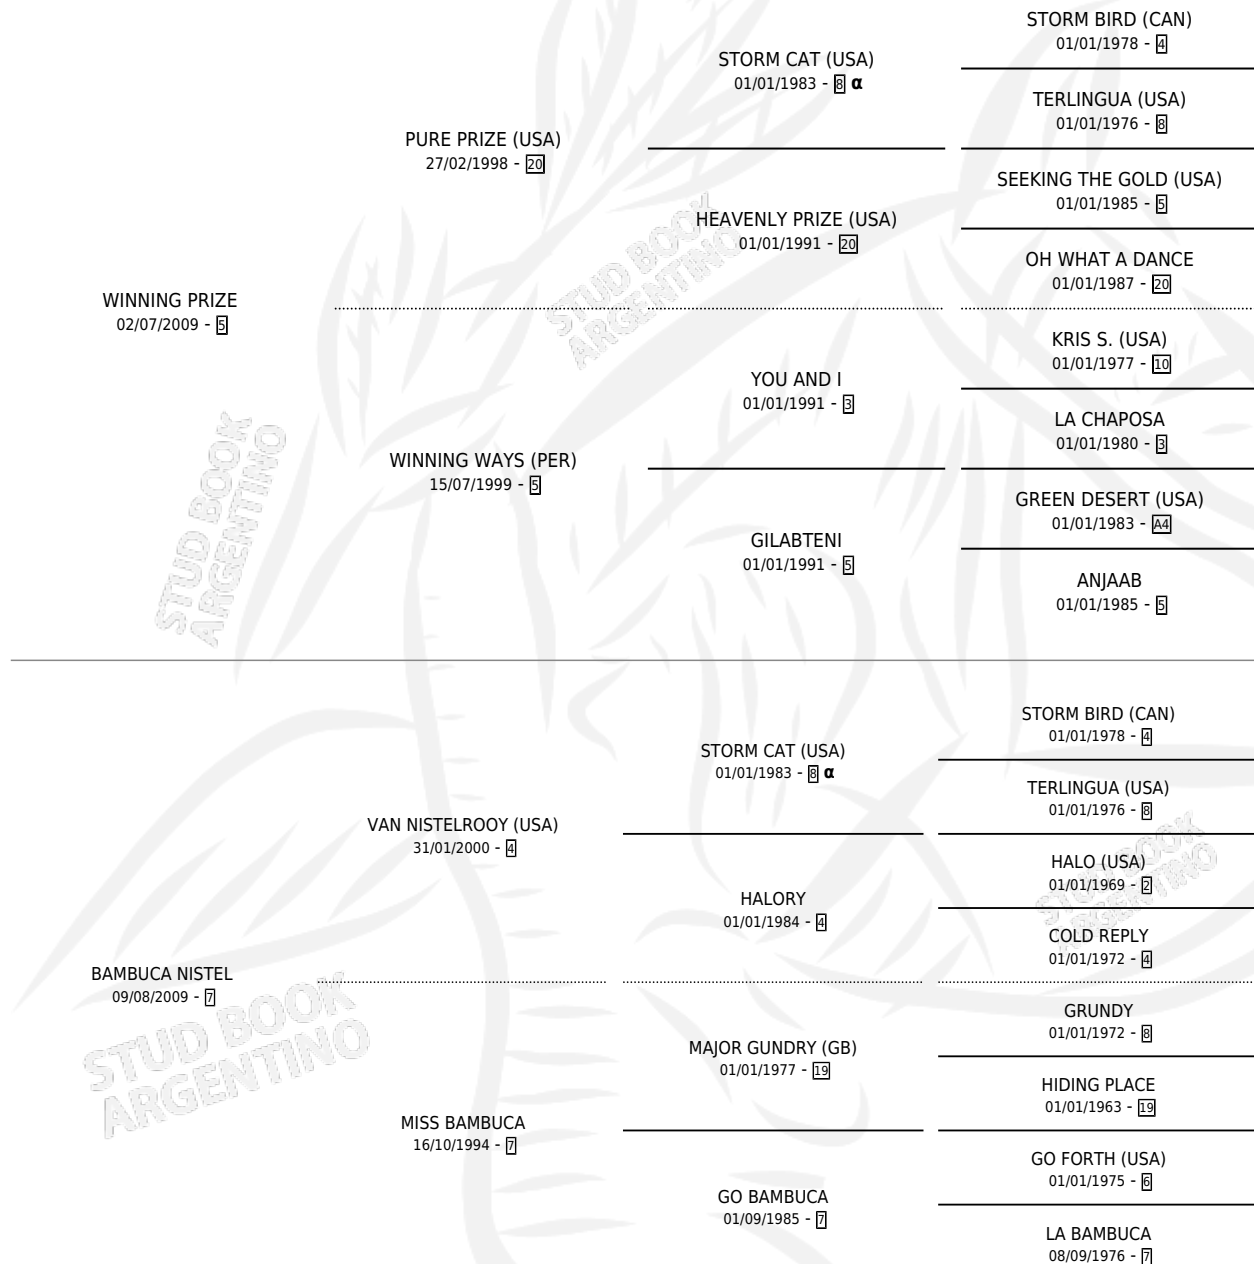 STORM BIRD (CAN)
01/01/1978 - 4
STORM CAT (USA)
01/01/1983 - 8 α
TERLINGUA (USA)
01/01/1976 - 8
PURE PRIZE (USA)
27/02/1998 - 20
SEEKING THE GOLD (USA)
01/01/1985 - 5
HEAVENLY PRIZE (USA)
01/01/1991 - 20
OH WHAT A DANCE
01/01/1987 - 20
WINNING PRIZE
02/07/2009 - 5
KRIS S. (USA)
01/01/1977 - 10
YOU AND I
01/01/1991 - 3
LA CHAPOSA
01/01/1980 - 3
WINNING WAYS (PER)
15/07/1999 - 5
GREEN DESERT (USA)
01/01/1983 - A4
GILABTENI
01/01/1991 - 5
ANJAAB
01/01/1985 - 5
STORM BIRD (CAN)
01/01/1978 - 4
STORM CAT (USA)
01/01/1983 - 8 α
TERLINGUA (USA)
01/01/1976 - 8
VAN NISTELROOY (USA)
31/01/2000 - 4
HALO (USA)
01/01/1969 - 2
HALORY
01/01/1984 - 4
COLD REPLY
01/01/1972 - 4
BAMBUCA NISTEL
09/08/2009 - 7
GRUNDY
01/01/1972 - 8
MAJOR GUNDRY (GB)
01/01/1977 - 19
HIDING PLACE
01/01/1963 - 19
MISS BAMBUCA
16/10/1994 - 7
GO FORTH (USA)
01/01/1975 - 6
GO BAMBUCA
01/09/1985 - 7
LA BAMBUCA
08/09/1976 - 7
STUD BOOK
ARGENTINO
STUD BOOK
ARGENTINO
STUD BOOK
ARGENTINO
STUD BOOK
ARGENTINO